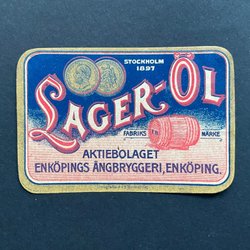 STOCKHOLM
1897
LAGER-ÖL
FABRIKS MÄRKE
AKTIEBOLAGET
ENKÖPINGS ÅNGBRYGGERI, ENKÖPING.